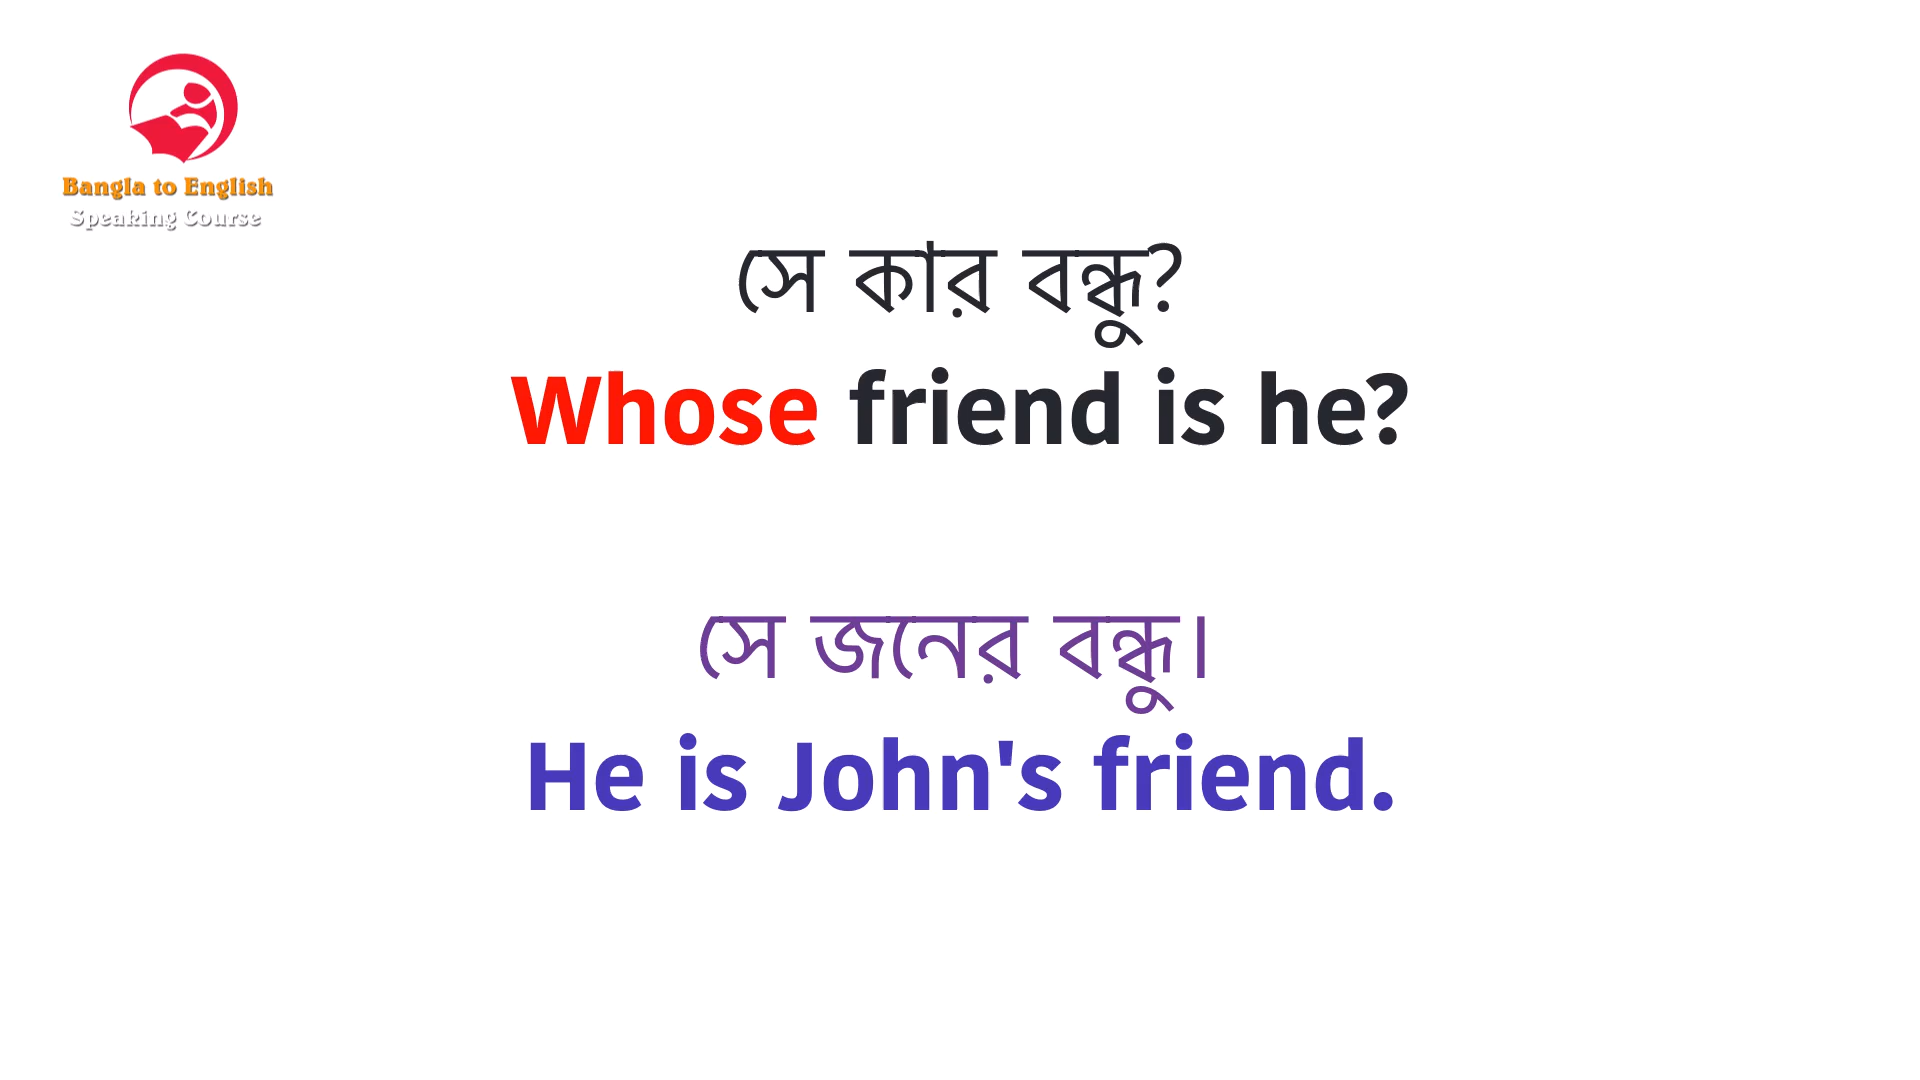 Bangla to English
Speaking Course
সে কার বন্ধু?
Whose friend is he?
সে জনের বন্ধু।
He is John's friend.